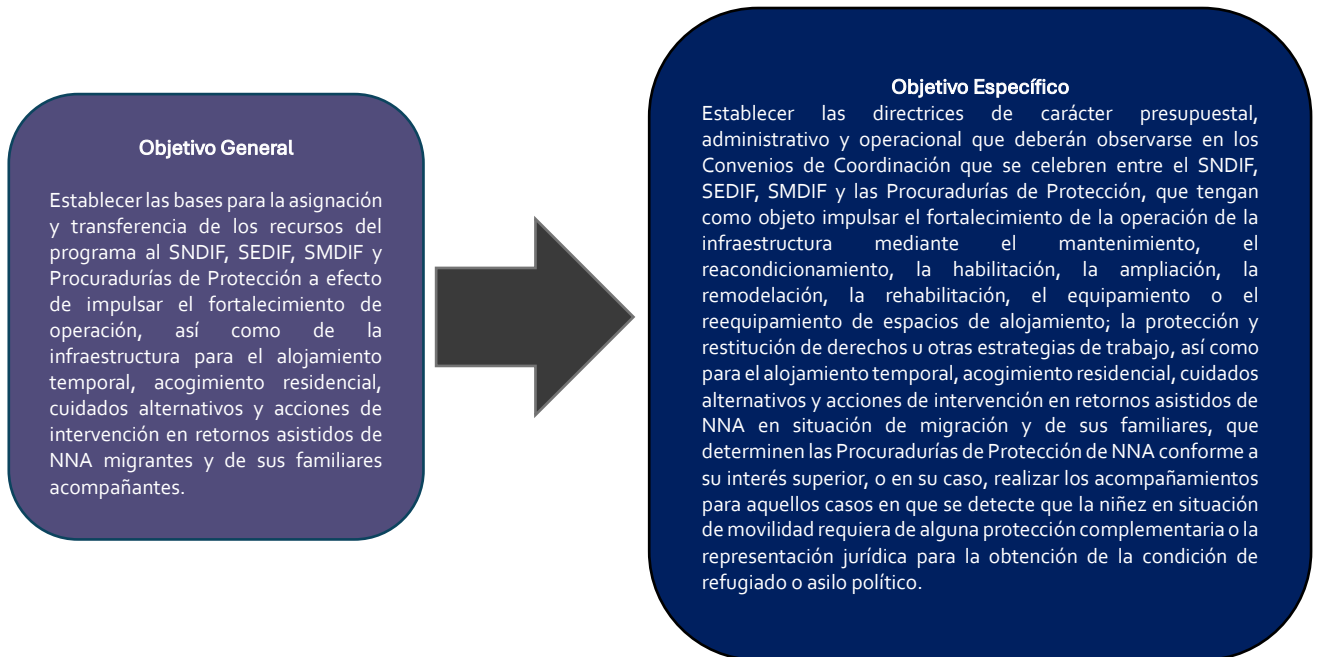 Objetivo General
Establecer las bases para la asignación
y transferencia de los recursos del
programa al SNDIF, SEDIF, SMDIF y
Procuradurías de Protección a efecto
de impulsar el fortalecimiento de
operación, así como de la
infraestructura para el alojamiento
temporal, acogimiento residencial,
cuidados alternativos y acciones de
intervención en retornos asistidos de
NNA migrantes y de sus familiares
acompañantes.
Objetivo Específico
Establecer las directrices de carácter presupuestal,
administrativo y operacional que deberán observarse en los
Convenios de Coordinación que se celebren entre el SNDIF,
SEDIF, SMDIF y las Procuradurías de Protección, que tengan
como objeto impulsar el fortalecimiento de la operación de la
infraestructura mediante el mantenimiento, el
reacondicionamiento, la habilitación, la ampliación, la
remodelación, la rehabilitación, el equipamiento o el
reequipamiento de espacios de alojamiento; la protección y
restitución de derechos u otras estrategias de trabajo, así como
para el alojamiento temporal, acogimiento residencial, cuidados
alternativos y acciones de intervención en retornos asistidos de
NNA en situación de migración y de sus familiares, que
determinen las Procuradurías de Protección de NNA conforme a
su interés superior, o en su caso, realizar los acompañamientos
para aquellos casos en que se detecte que la niñez en situación
de movilidad requiera de alguna protección complementaria o la
representación jurídica para la obtención de la condición de
refugiado o asilo político.